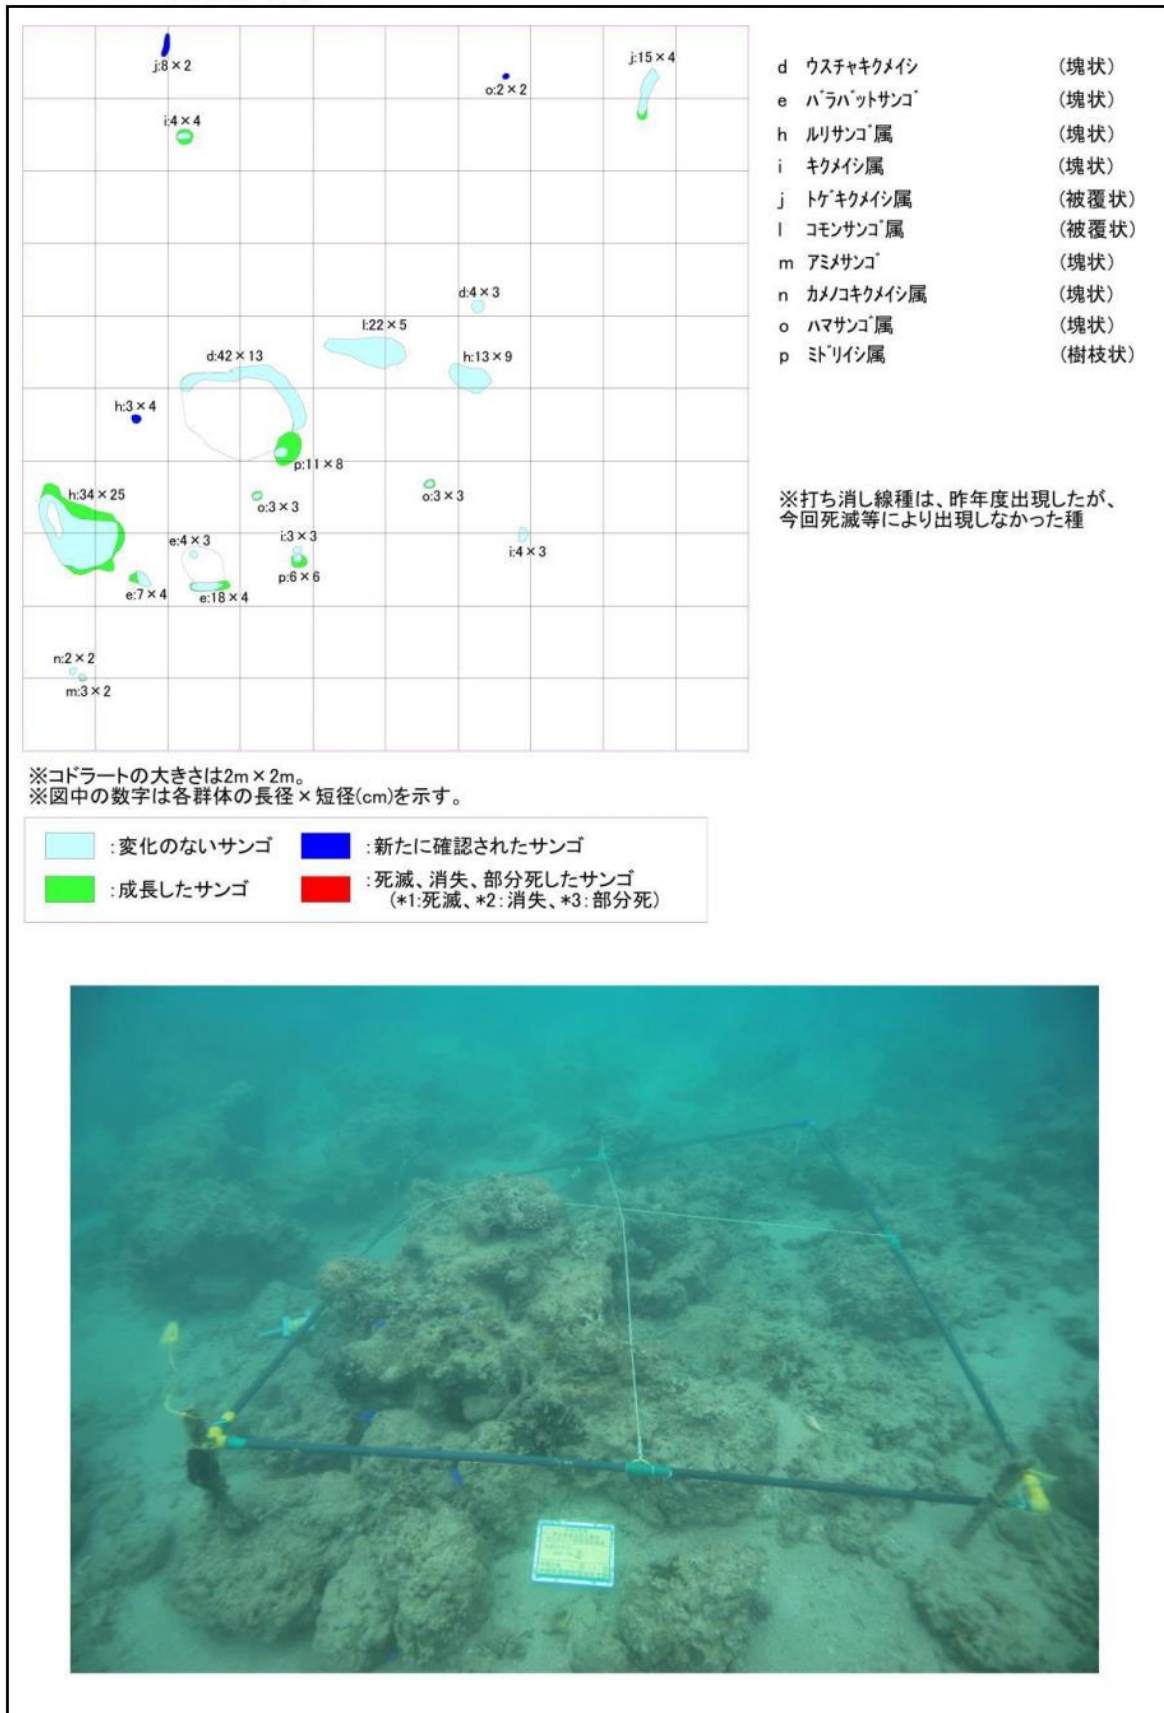 j:8×2
o:2×2
j:15×4
i:4×4
d:4×3
l:22×5
d:42×13
h:13×9
h:3×4
p:11×8
h:34×25
o:3×3
o:3×3
e:4×3
i:3×3
i:4×3
e:7×4
e:18×4
p:6×6
n:2×2
m:3×2
d ウスチャキクメイシ (塊状)
e パラバットサンゴ (塊状)
h ルリサンゴ属 (塊状)
i キクメイシ属 (塊状)
j トゲキクメイシ属 (被覆状)
l コモンサンゴ属 (被覆状)
m アミメサンゴ (塊状)
n カメノコキクメイシ属 (塊状)
o ハマサンゴ属 (塊状)
p ミドリイシ属 (樹枝状)
※打ち消し線種は、昨年度出現したが、
今回死滅等により出現しなかった種
※コドラートの大きさは2m×2m。
※図中の数字は各群体の長径×短径(cm)を示す。
:変化のないサンゴ
:新たに確認されたサンゴ
:成長したサンゴ
:死滅、消失、部分死したサンゴ
(*1:死滅、*2:消失、*3:部分死)